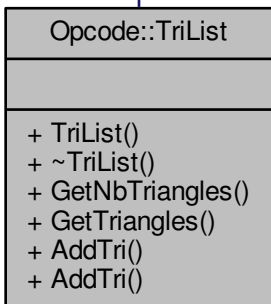 Opcode::TriList
+ TriList()
+ ~TriList()
+ GetNbTriangles()
+ GetTriangles()
+ AddTri()
+ AddTri()